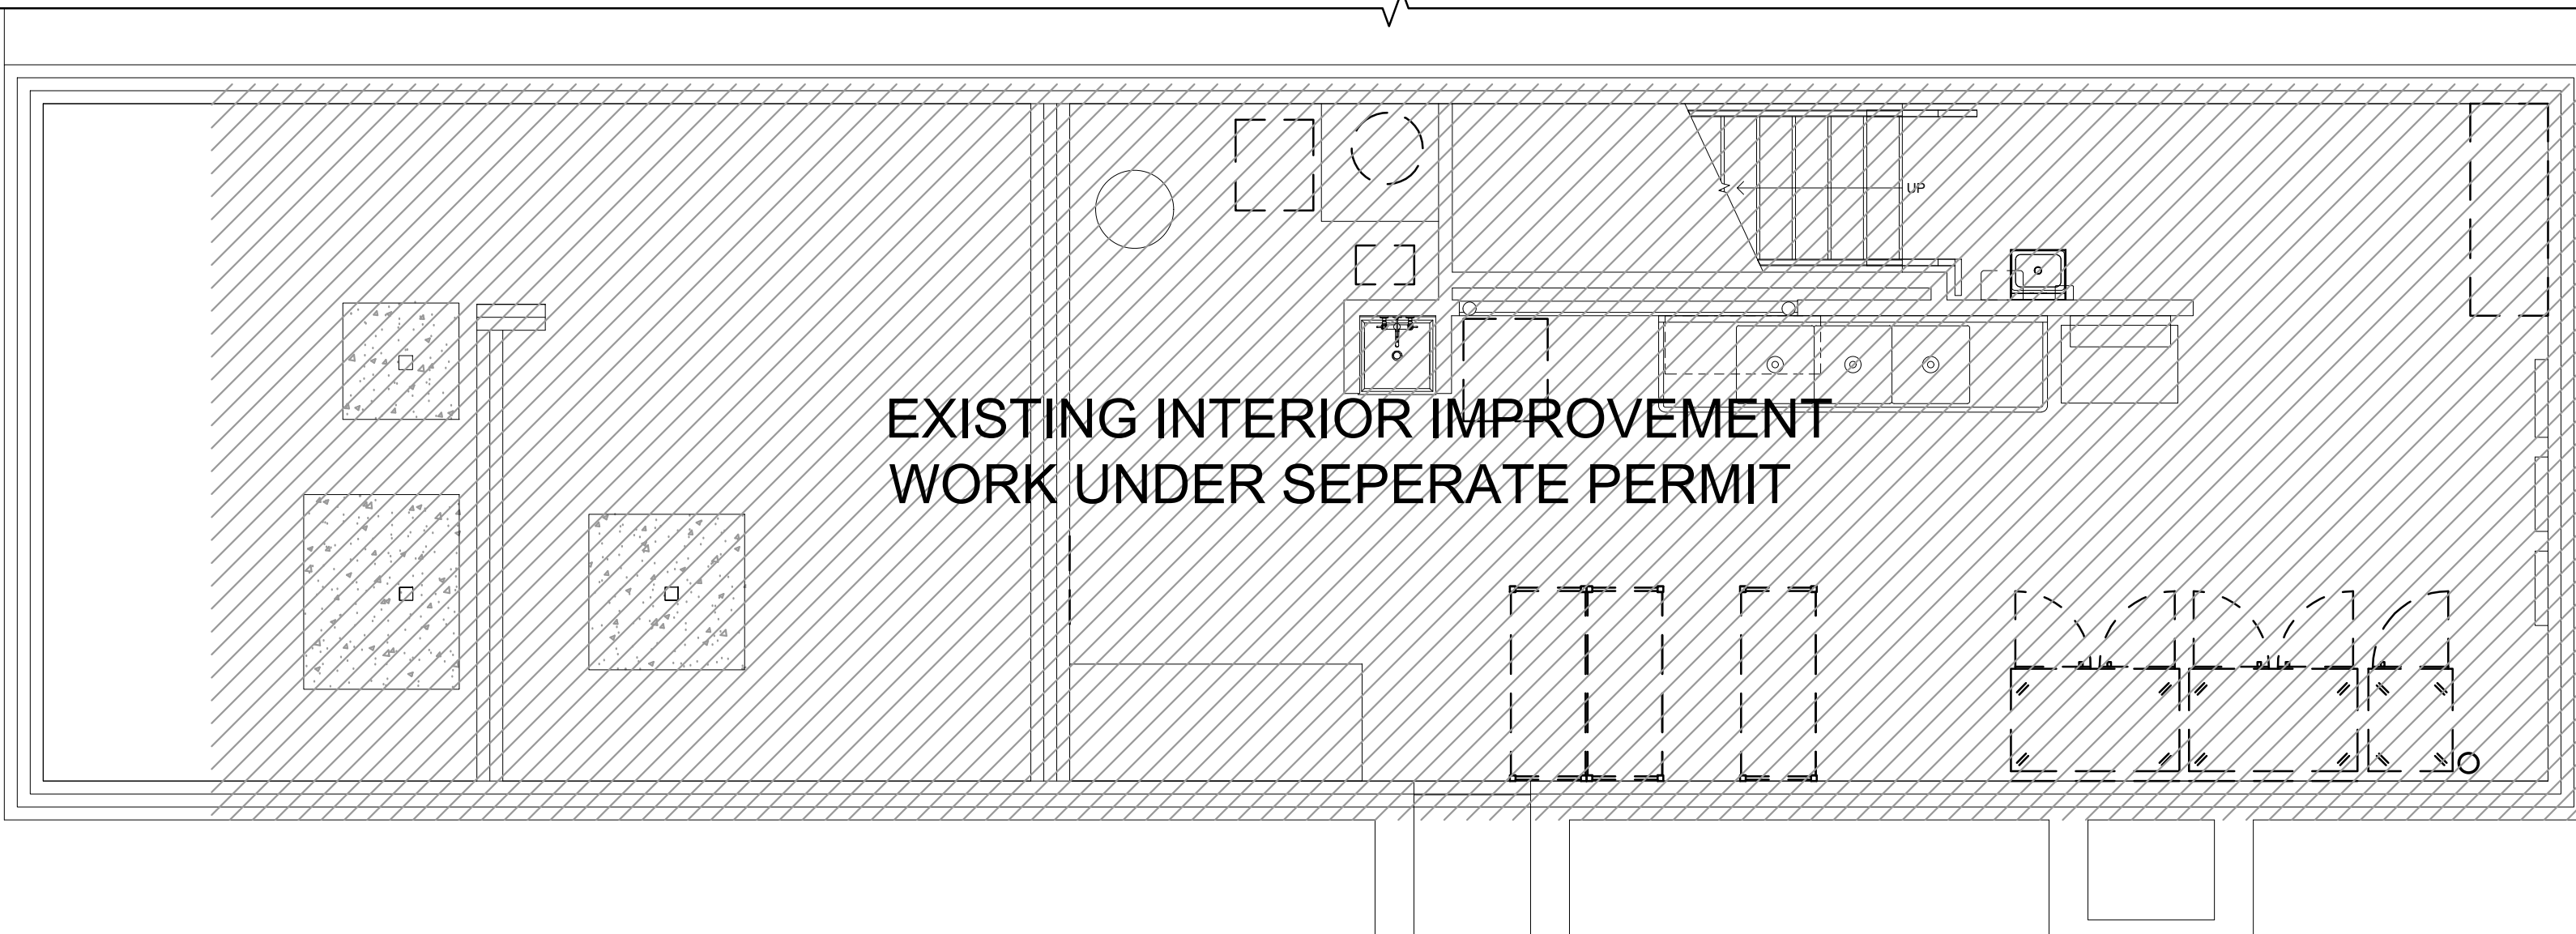 UP
EXISTING INTERIOR IMPROVEMENT
WORK UNDER SEPERATE PERMIT